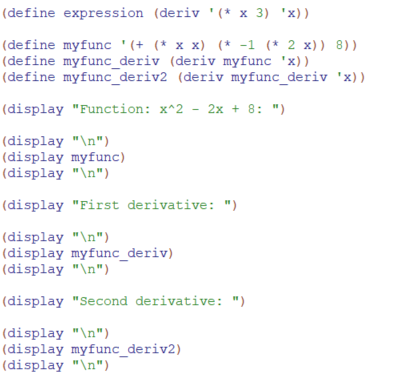 (define expression (deriv '(* x 3) 'x))
(define myfunc '(+ (* x x) (* -1 (* 2 x)) 8))
(define myfunc_deriv (deriv myfunc 'x))
(define myfunc_deriv2 (deriv myfunc_deriv 'x))
(display "Function: x^2 - 2x + 8: ")
(display "\n")
(display myfunc)
(display "\n")
(display "First derivative: ")
(display "\n")
(display myfunc_deriv)
(display "\n")
(display "Second derivative: ")
(display "\n")
(display myfunc_deriv2)
(display "\n")